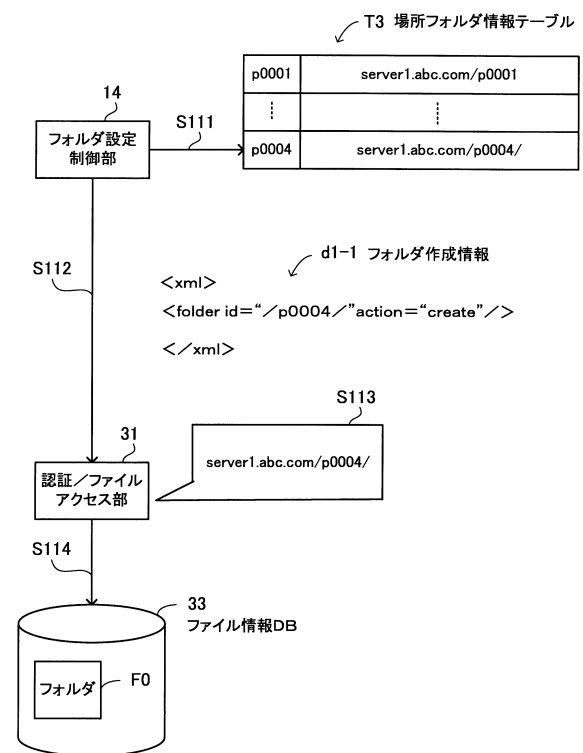 T3 場所フォルダ情報テーブル
p0001 server1.abc.com/p0001
p0004 server1.abc.com/p0004/
14
フォルダ設定
制御部
S111
S112
d1-1 フォルダ作成情報
<xml>
<folder id=“/p0004/”action=“create”/>
</xml>
S113
server1.abc.com/p0004/
31
認証／ファイル
アクセス部
S114
33
ファイル情報DB
フォルダ
F0